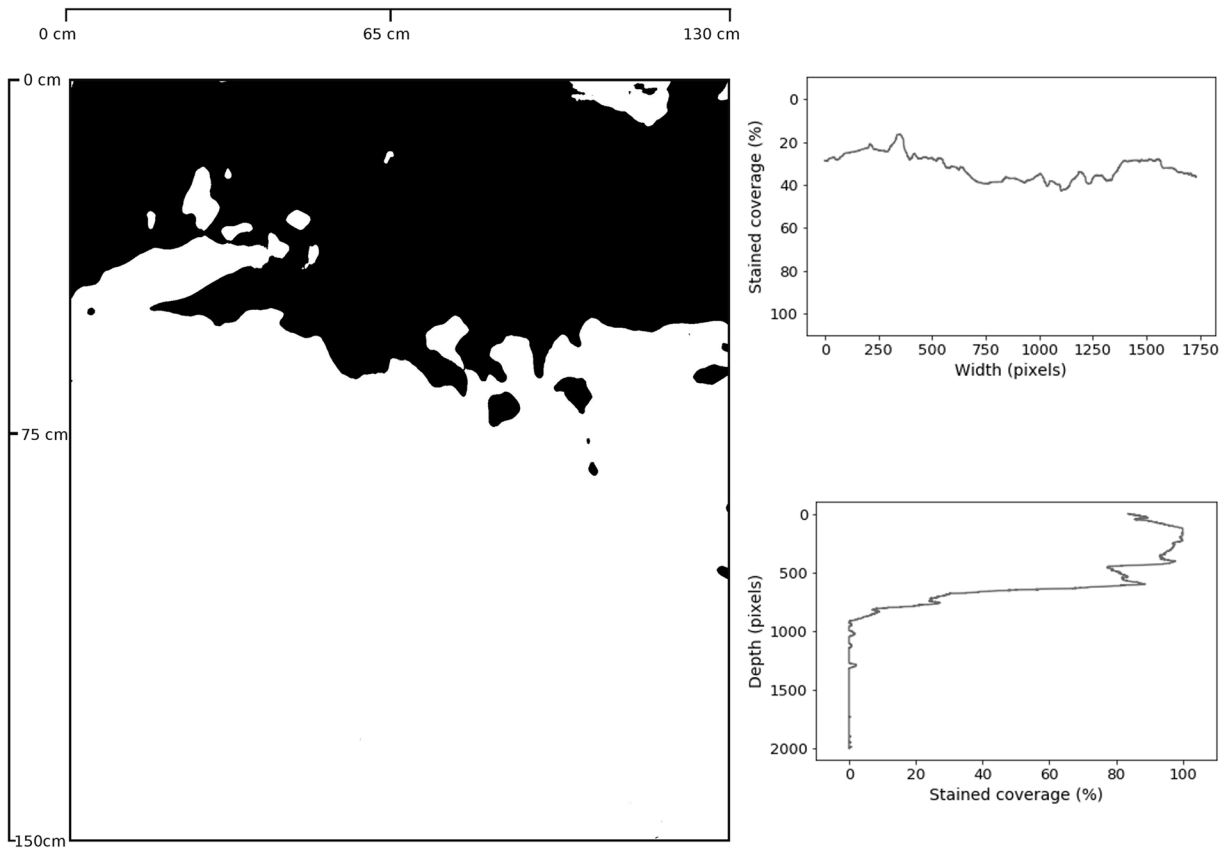 0 cm 65 cm 130 cm
0 cm
75 cm
150cm
0
20
40
60
80
100
Stained coverage (%)
0 250 500 750 1000 1250 1500 1750
Width (pixels)
0
500
1000
1500
2000
Depth (pixels)
0 20 40 60 80 100
Stained coverage (%)